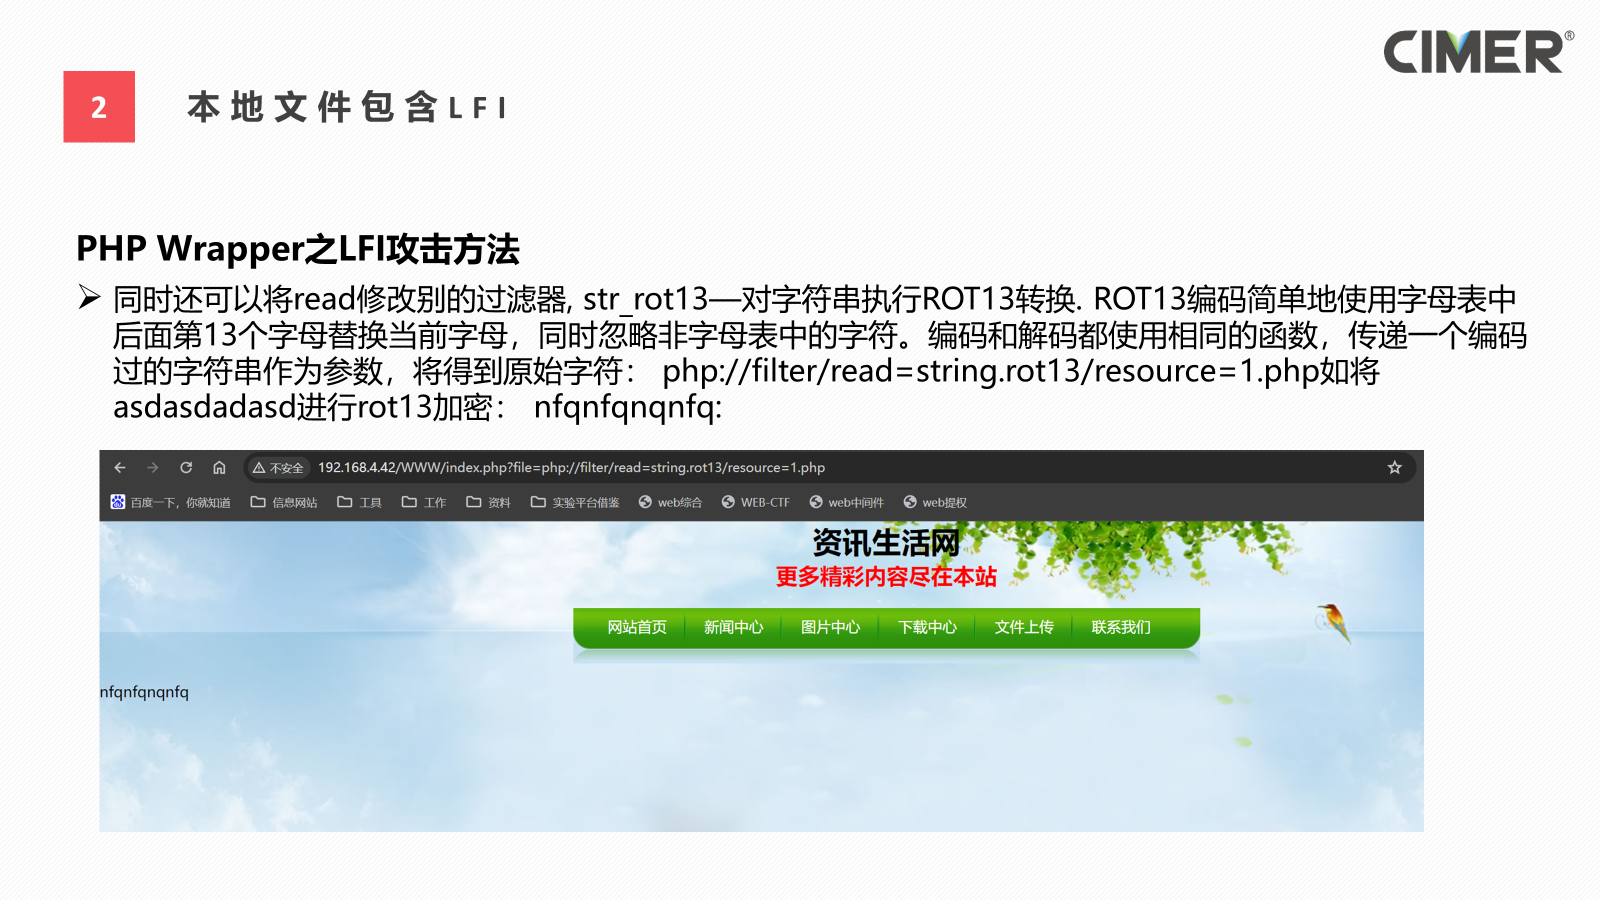 CIMER®
2
本地文件包含LFI
PHP Wrapper之LFI攻击方法
➢ 同时还可以将read修改别的过滤器, str_rot13—对字符串执行ROT13转换. ROT13编码简单地使用字母表中
后面第13个字母替换当前字母，同时忽略非字母表中的字符。编码和解码都使用相同的函数，传递一个编码
过的字符串作为参数，将得到原始字符： php://filter/read=string.rot13/resource=1.php如将
asdasdadasd进行rot13加密： nfqnfqnqnfq:
不安全 192.168.4.42/WWW/index.php?file=php://filter/read=string.rot13/resource=1.php
百度一下，你就知道 信息网站 工具 工作 资料 实验平台借鉴 web综合 WEB-CTF web中间件 web提权
资讯生活网
更多精彩内容尽在本站
网站首页 新闻中心 图片中心 下载中心 文件上传 联系我们
nfqnfqnqnfq